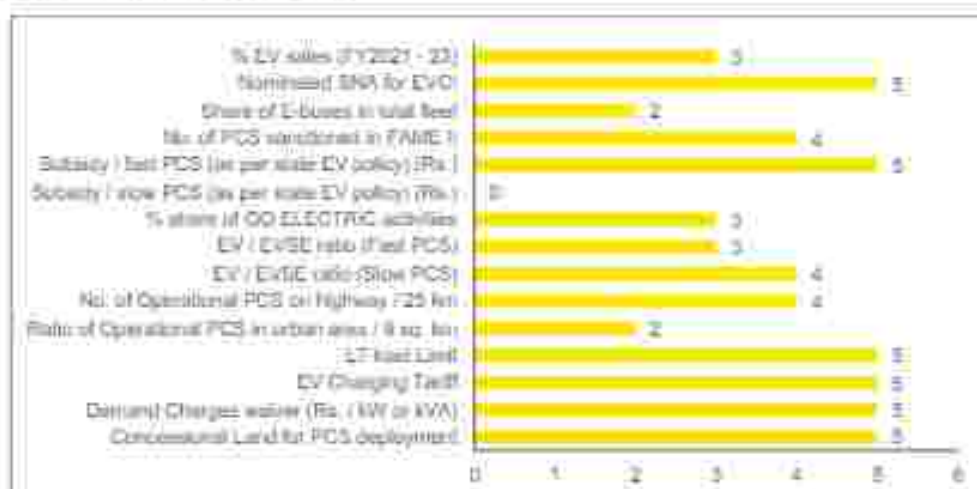 % EV sales (FY2021 - 23) 3
Nominated SNA for EVCI 5
Share of E-buses in total fleet 2
No. of PCS sanctioned in FAME II 4
Subsidy / fast PCS (as per state EV policy) (Rs.) 5
Subsidy / slow PCS (as per state EV policy) (Rs.) 0
% share of GO ELECTRIC activities 3
EV / EVSE ratio (Fast PCS) 3
EV / EVSE ratio (Slow PCS) 4
No. of Operational PCS on highway / 25 km 4
Ratio of Operational PCS in urban area / 9 sq. km 2
LT load Limit 5
EV Charging Tariff 5
Demand Charges waiver (Rs. / kW or kVA) 5
Concessional Land for PCS deployment 5
0 1 2 3 4 5 6